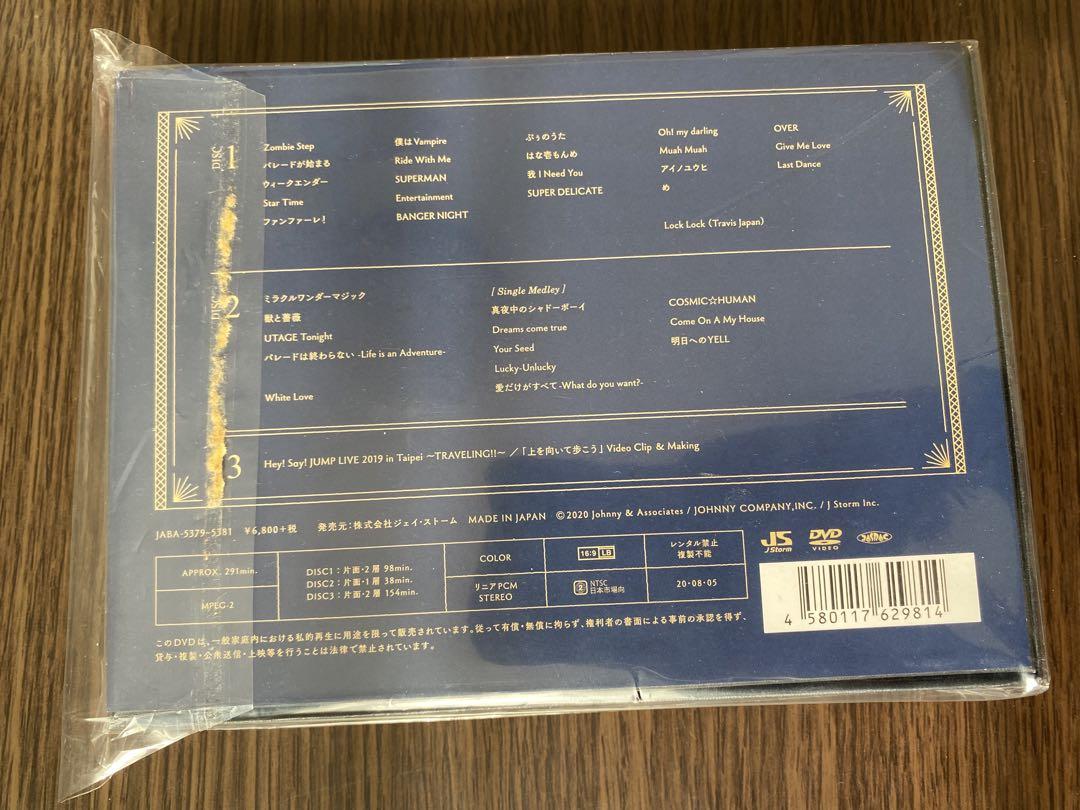 DISC 1
Zombie Step
パレードが始まる
ウィークエンダー
Star Time
ファンファーレ!
僕はVampire
Ride With Me
SUPERMAN
Entertainment
BANGER NIGHT
ぷぅのうた
はな壱もんめ
我 I Need You
SUPER DELICATE
Oh! my darling
Muah Muah
アイノユウヒ
め
Lock Lock (Travis Japan)
OVER
Give Me Love
Last Dance
DISC 2
ミラクルワンダーマジック
獣と薔薇
UTAGE Tonight
パレードは終わらない -Life is an Adventure-
White Love
[ Single Medley ]
真夜中のシャドーボーイ
Dreams come true
Your Seed
Lucky-Unlucky
愛だけがすべて -What do you want?-
COSMIC☆HUMAN
Come On A My House
明日へのYELL
3
Hey! Say! JUMP LIVE 2019 in Taipei ～TRAVELING!!～ / 「上を向いて歩こう」 Video Clip & Making
JABA-5379~5381 ¥6,800+税 発売元:株式会社ジェイ・ストーム MADE IN JAPAN ©2020 Johnny & Associates / JOHNNY COMPANY,INC. / J Storm Inc.
APPROX. 291min.
MPEG-2
DISC1:片面・2層 98min.
DISC2:片面・1層 38min.
DISC3:片面・2層 154min.
COLOR
リニアPCM
STEREO
16:9 LB
2 NTSC
日本市場向
レンタル禁止
複製不能
20・08・05
JS
J Storm
DVD
VIDEO
JASRAC
4 580117 629814
このDVDは、一般家庭内における私的再生に用途を限って販売されています。従って有償・無償に拘らず、権利者の書面による事前の承認を得ず、
貸与・複製・公衆送信・上映等を行うことは法律で禁止されています。